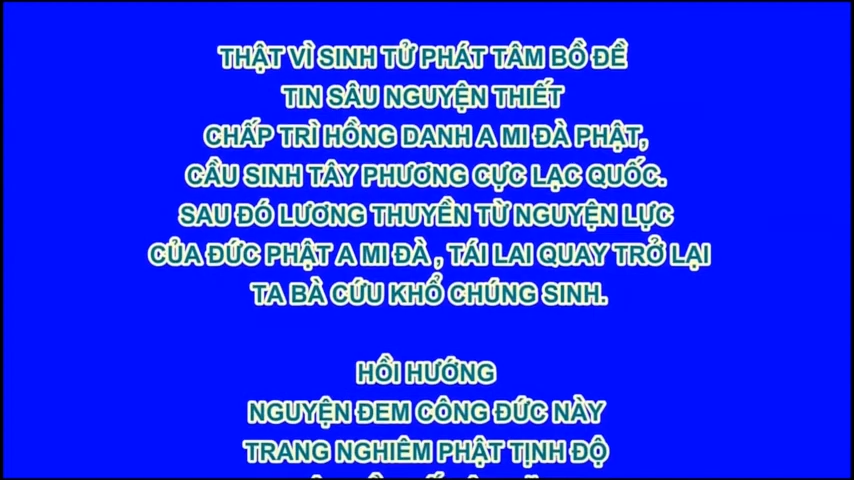 THẬT VÌ SINH TỬ PHÁT TÂM BỒ ĐỀ
TIN SÂU NGUYỆN THIẾT
CHẤP TRÌ HỒNG DANH A MI ĐÀ PHẬT,
CẦU SINH TÂY PHƯƠNG CỰC LẠC QUỐC.
SAU ĐÓ LƯƠNG THUYỀN TỪ NGUYỆN LỰC
CỦA ĐỨC PHẬT A MI ĐÀ , TÁI LAI QUAY TRỞ LẠI
TA BÀ CỨU KHỔ CHÚNG SINH.
HỒI HƯỚNG
NGUYỆN ĐEM CÔNG ĐỨC NÀY
TRANG NGHIÊM PHẬT TỊNH ĐỘ